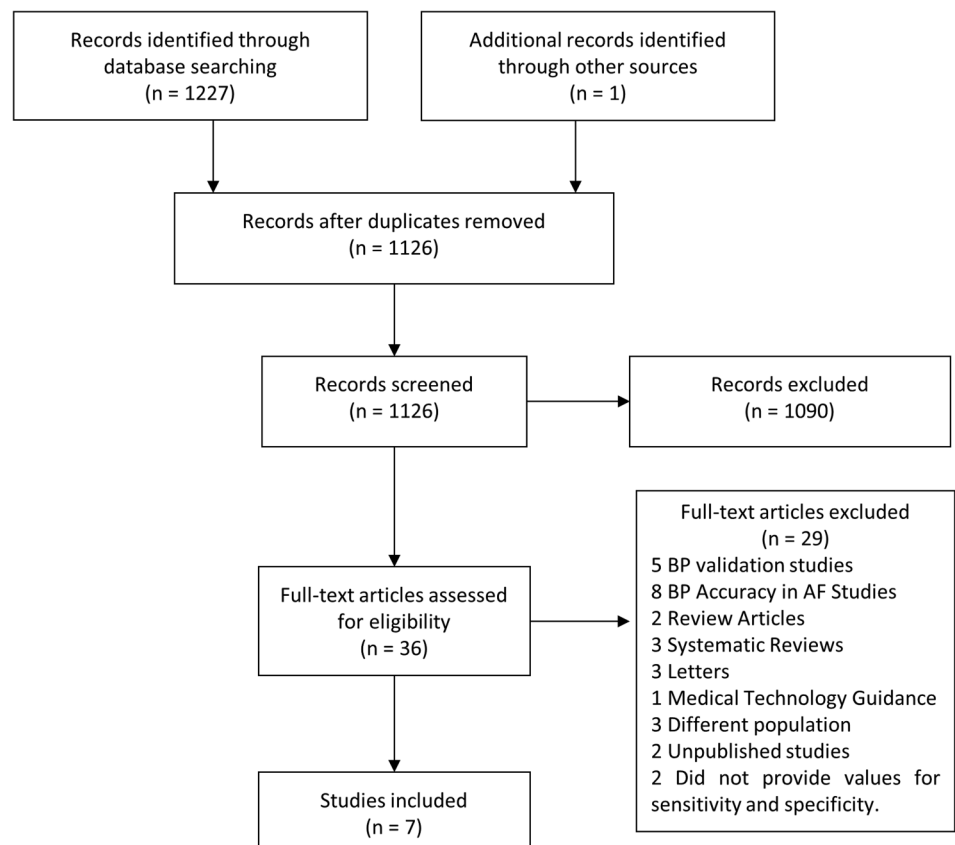 Records identified through
database searching
(n = 1227)
Additional records identified
through other sources
(n = 1)
Records after duplicates removed
(n = 1126)
Records screened
(n = 1126)
Records excluded
(n = 1090)
Full-text articles assessed
for eligibility
(n = 36)
Full-text articles excluded
(n = 29)
5 BP validation studies
8 BP Accuracy in AF Studies
2 Review Articles
3 Systematic Reviews
3 Letters
1 Medical Technology Guidance
3 Different population
2 Unpublished studies
2 Did not provide values for
sensitivity and specificity.
Studies included
(n = 7)